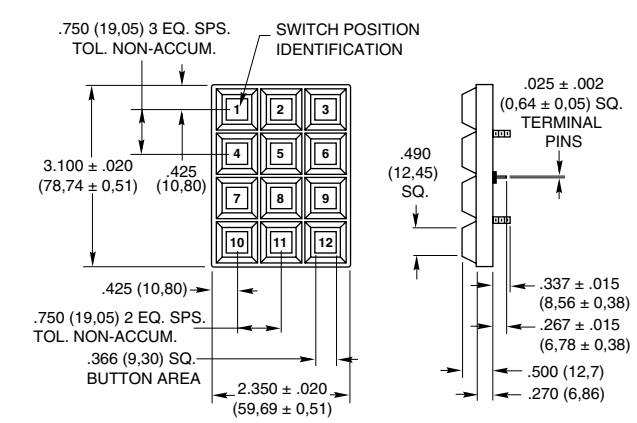 .750 (19,05) 3 EQ. SPS.
TOL. NON-ACCUM.
SWITCH POSITION
IDENTIFICATION
1
2
3
4
5
6
7
8
9
10
11
12
3.100 ± .020
(78,74 ± 0,51)
.425
(10,80)
.425 (10,80)
.750 (19,05) 2 EQ. SPS.
TOL. NON-ACCUM.
.366 (9,30) SQ.
BUTTON AREA
2.350 ± .020
(59,69 ± 0,51)
.025 ± .002
(0,64 ± 0,05) SQ.
TERMINAL
PINS
.490
(12,45)
SQ.
.337 ± .015
(8,56 ± 0,38)
.267 ± .015
(6,78 ± 0,38)
.500 (12,7)
.270 (6,86)